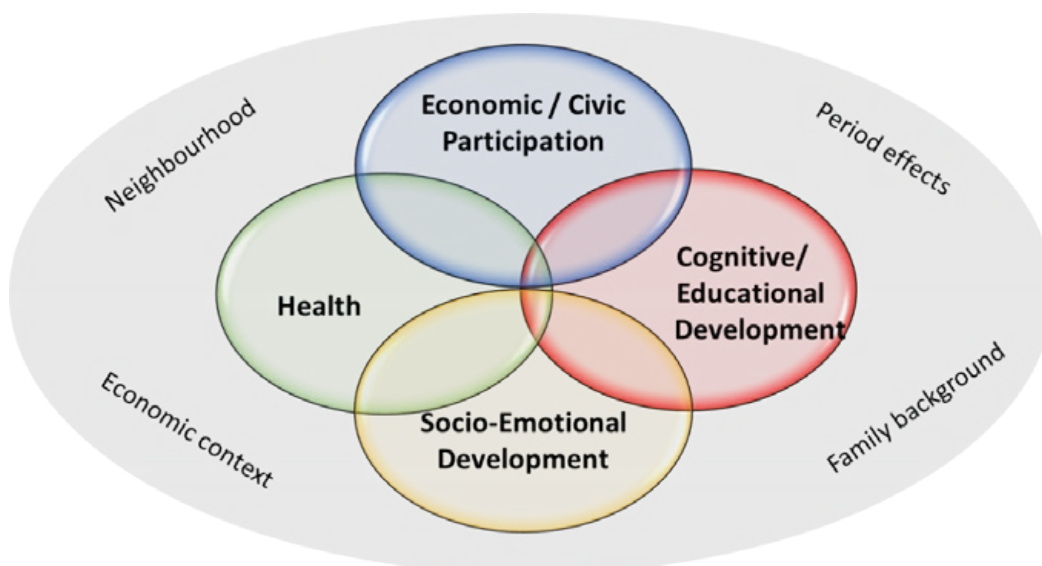 Economic / Civic
Participation
Neighbourhood
Period effects
Cognitive/
Educational
Development
Health
Socio-Emotional
Development
Economic context
Family background